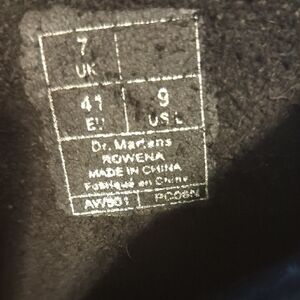 7
UK
41 9
EU US L
Dr. Martens
ROWENA
MADE IN CHINA
Fabriqué en Chine
AW501